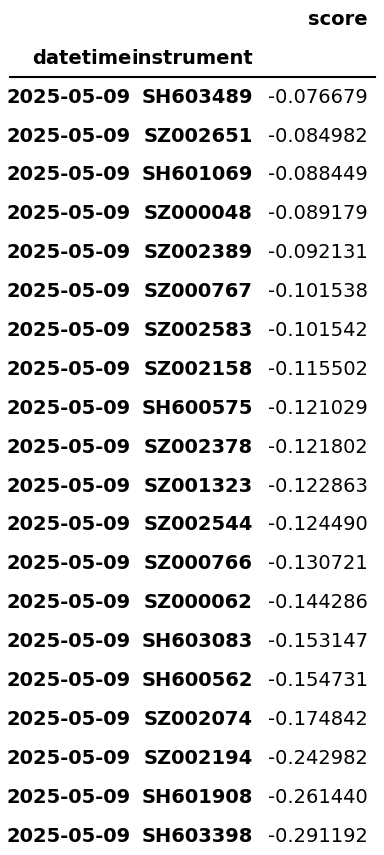 score
datetime instrument
2025-05-09 SH603489 -0.076679
2025-05-09 SZ002651 -0.084982
2025-05-09 SH601069 -0.088449
2025-05-09 SZ000048 -0.089179
2025-05-09 SZ002389 -0.092131
2025-05-09 SZ000767 -0.101538
2025-05-09 SZ002583 -0.101542
2025-05-09 SZ002158 -0.115502
2025-05-09 SH600575 -0.121029
2025-05-09 SZ002378 -0.121802
2025-05-09 SZ001323 -0.122863
2025-05-09 SZ002544 -0.124490
2025-05-09 SZ000766 -0.130721
2025-05-09 SZ000062 -0.144286
2025-05-09 SH603083 -0.153147
2025-05-09 SH600562 -0.154731
2025-05-09 SZ002074 -0.174842
2025-05-09 SZ002194 -0.242982
2025-05-09 SH601908 -0.261440
2025-05-09 SH603398 -0.291192